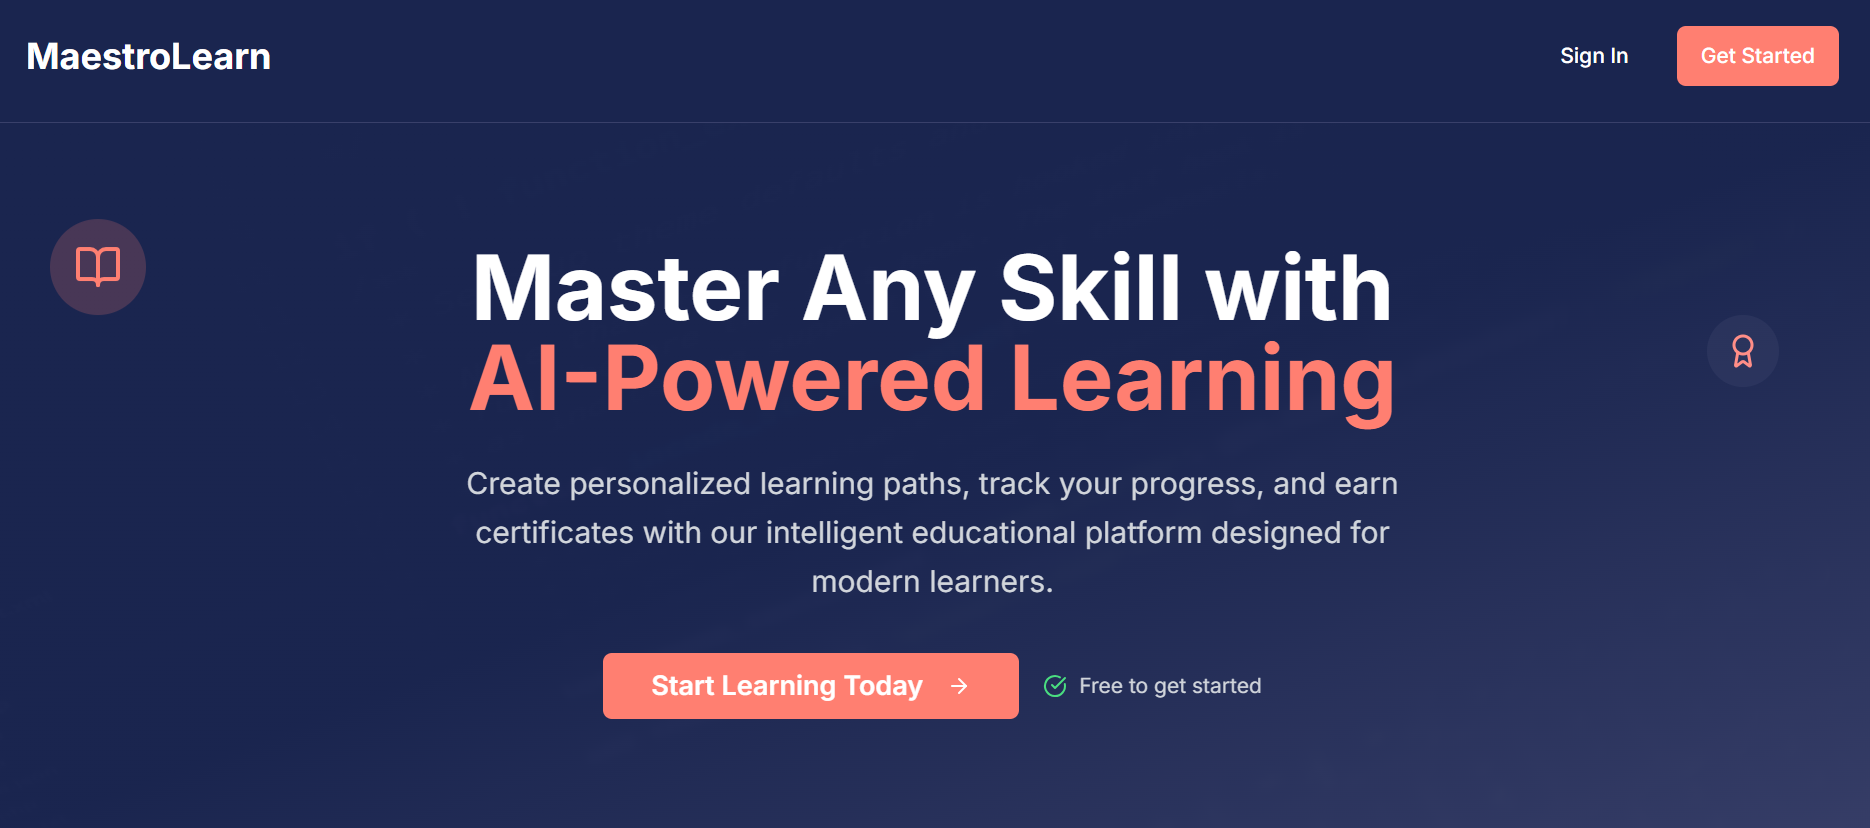 MaestroLearn
Sign In
Get Started
Master Any Skill with
AI-Powered Learning
Create personalized learning paths, track your progress, and earn
certificates with our intelligent educational platform designed for
modern learners.
Start Learning Today
Free to get started